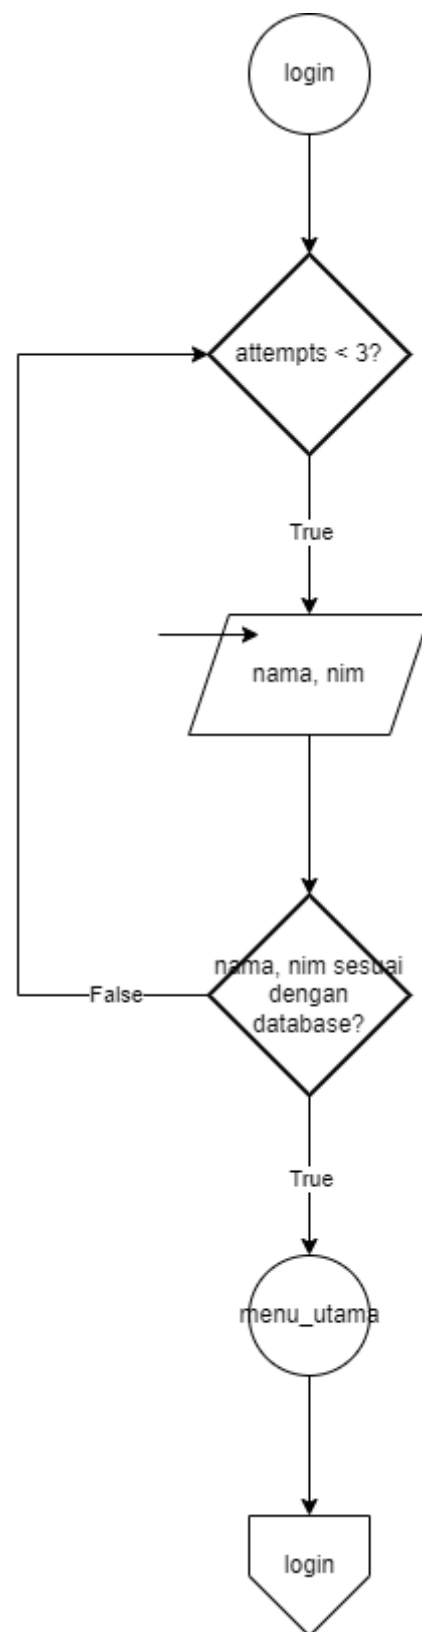 login
attempts < 3?
True
nama, nim
nama, nim sesuai
dengan
database?
False
True
menu_utama
login